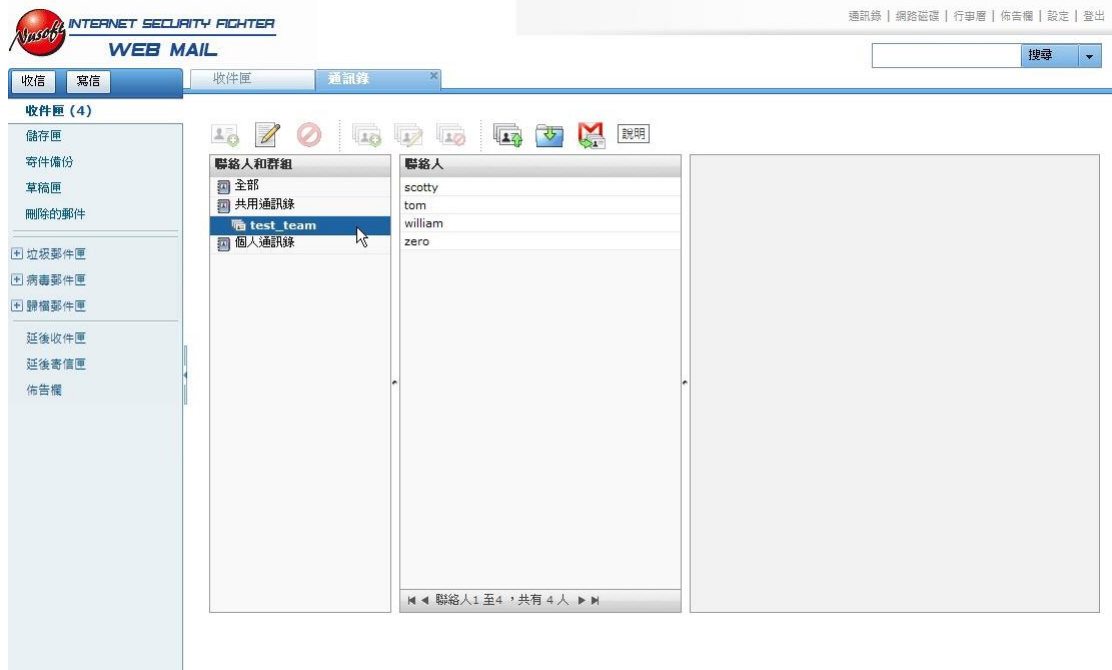 Nusoft INTERNET SECURITY FIGHTER
WEB MAIL
通訊錄 | 網路磁碟 | 行事曆 | 佈告欄 | 設定 | 登出
搜尋
收信 寫信
收件匣 通訊錄
收件匣 (4)
儲存匣
寄件備份
草稿匣
刪除的郵件
垃圾郵件匣
病毒郵件匣
歸檔郵件匣
延後收件匣
延後寄信匣
佈告欄
說明
聯絡人和群組
全部
共用通訊錄
test_team
個人通訊錄
聯絡人
scotty
tom
william
zero
聯絡人1 至4 ，共有 4 人